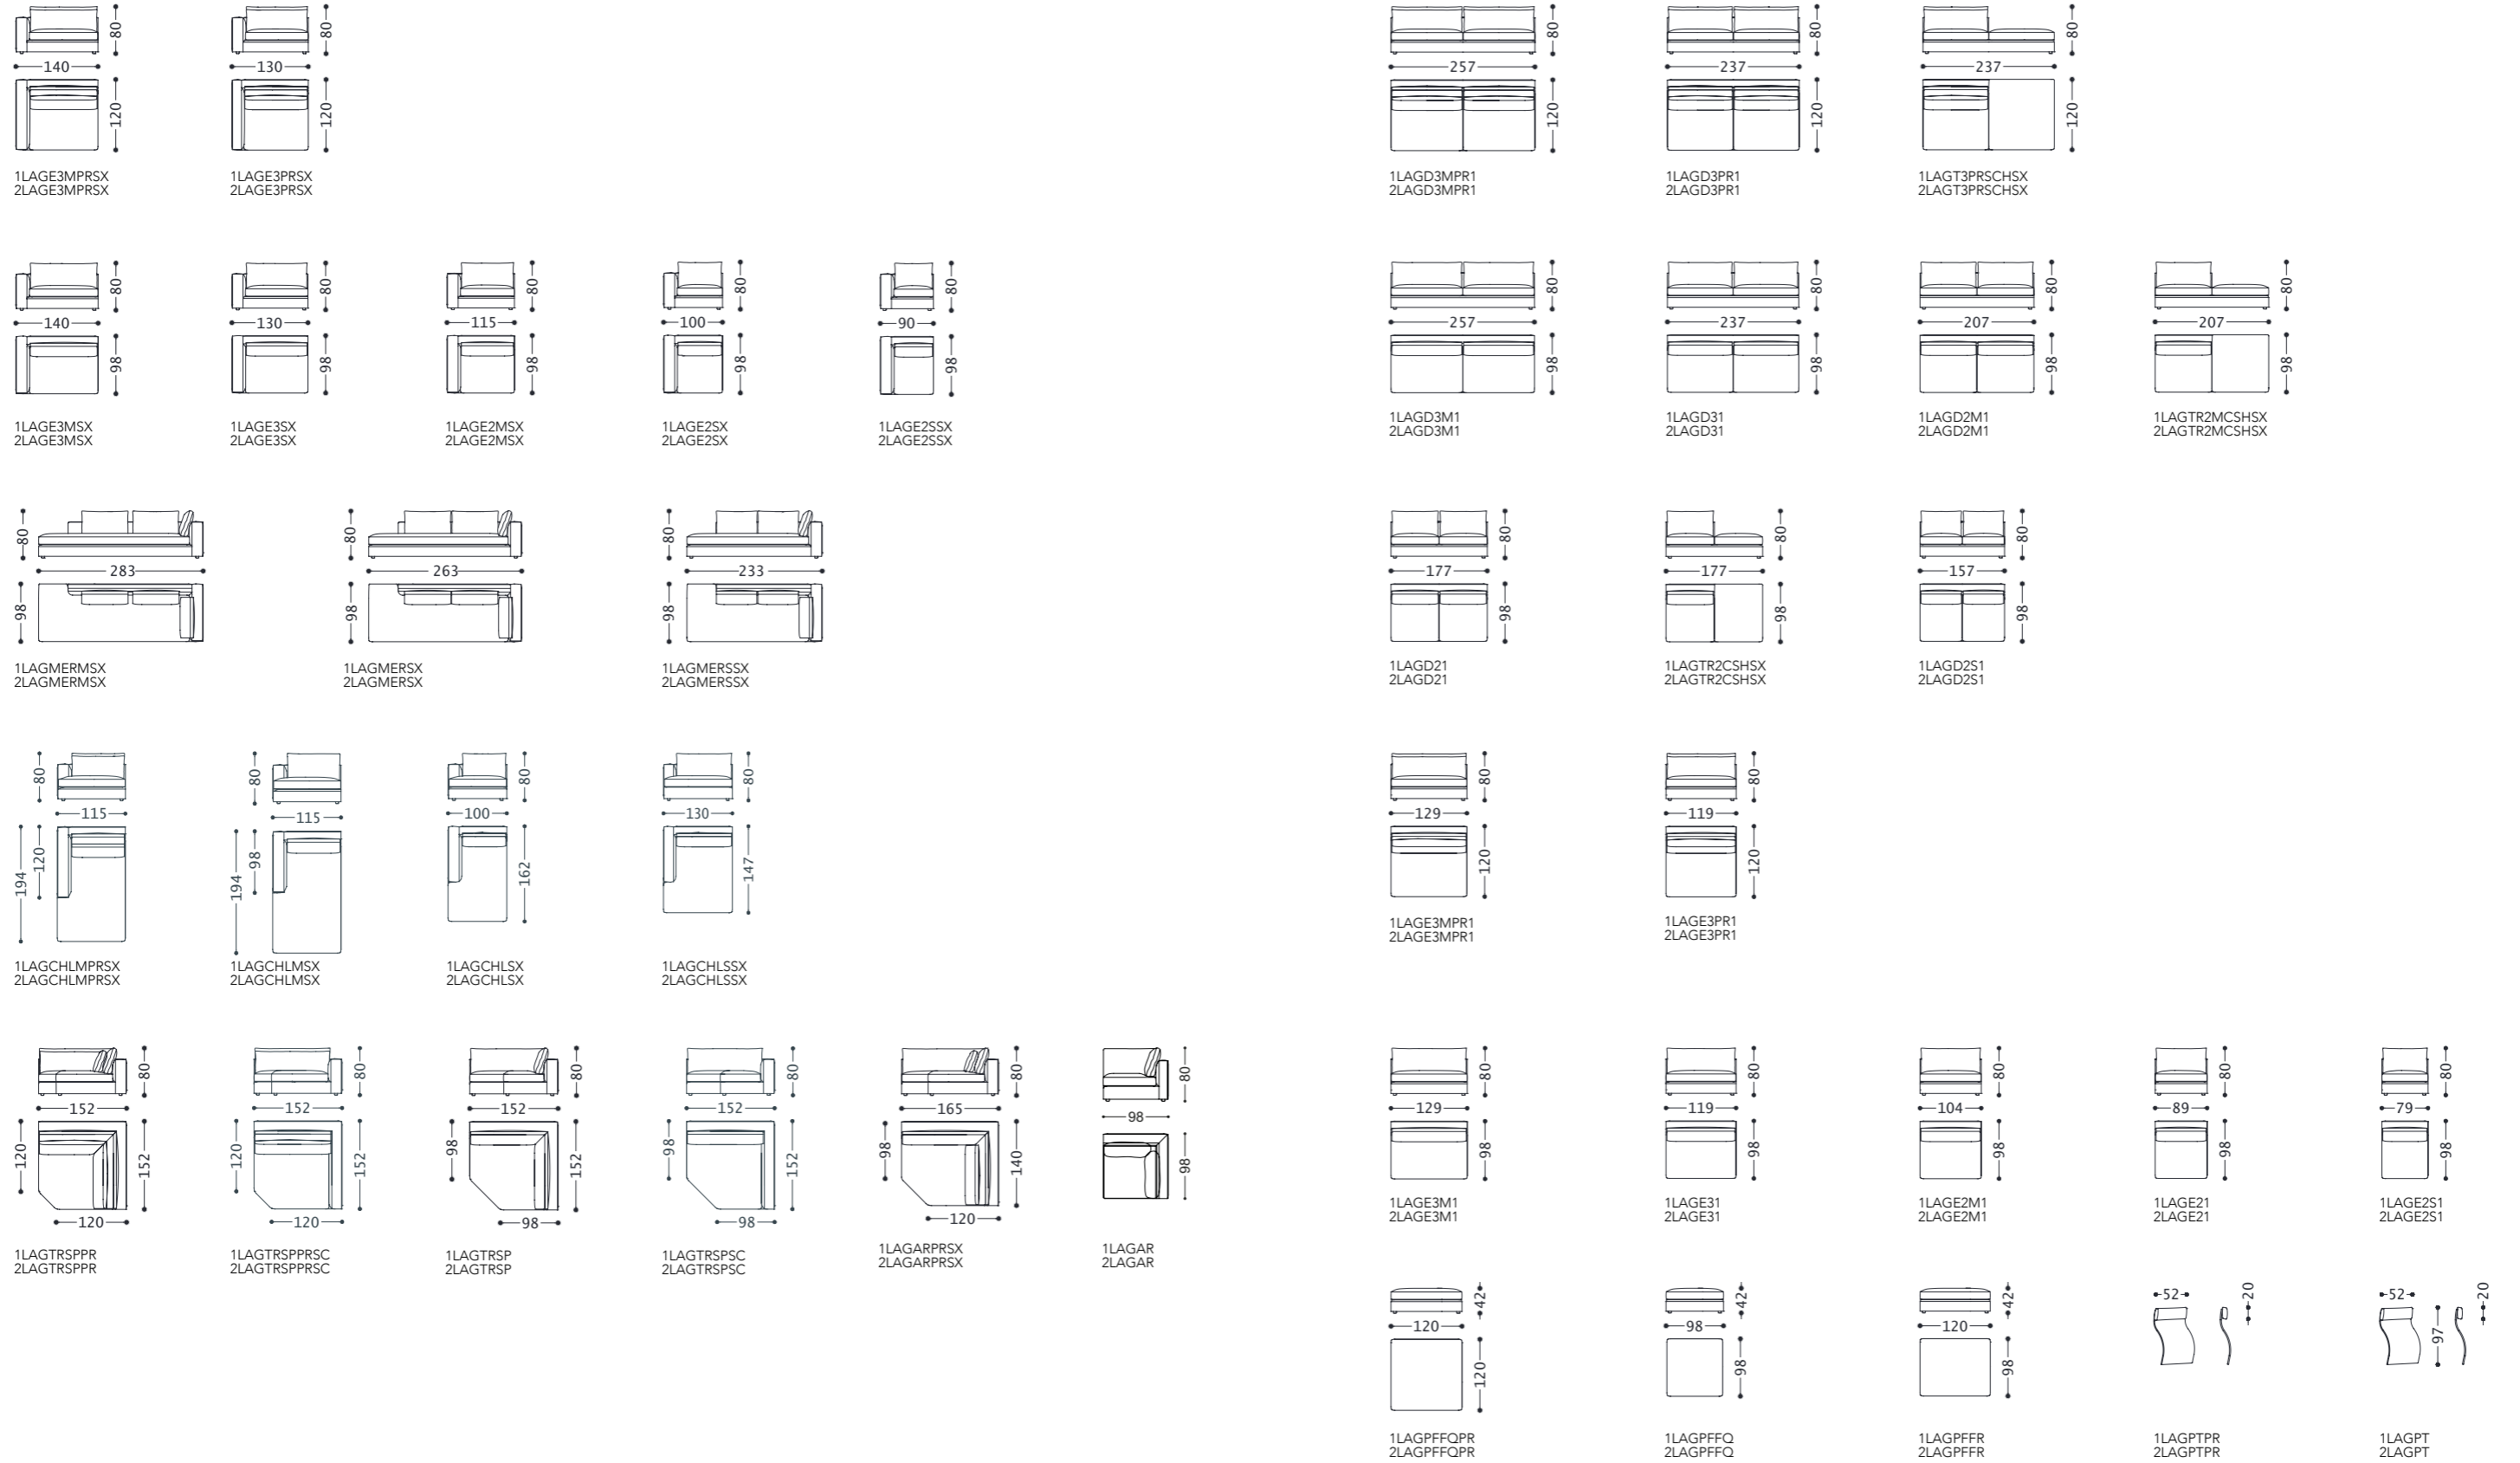 80
80
140
130
120
120
1LAGE3MPRSX
2LAGE3MPRSX
1LAGE3PRSX
2LAGE3PRSX
80
80
80
80
80
140
130
115
100
90
98
98
98
98
98
1LAGE3MSX
2LAGE3MSX
1LAGE3SX
2LAGE3SX
1LAGE2MSX
2LAGE2MSX
1LAGE2SX
2LAGE2SX
1LAGE2SSX
2LAGE2SSX
80
80
80
283
263
233
98
98
98
1LAGMERMSX
2LAGMERMSX
1LAGMERSX
2LAGMERSX
1LAGMERSSX
2LAGMERSSX
80
80
80
80
115
115
100
130
194
120
194
98
162
147
1LAGCHLMPRSX
2LAGCHLMPRSX
1LAGCHLMSX
2LAGCHLMSX
1LAGCHLSX
2LAGCHLSX
1LAGCHLSSX
2LAGCHLSSX
80
80
80
80
80
80
152
152
152
152
165
98
120
152
120
152
98
152
98
152
98
140
98
120
120
98
98
120
1LAGTRSPPR
2LAGTRSPPR
1LAGTRSPPRSC
2LAGTRSPPRSC
1LAGTRSP
2LAGTRSP
1LAGTRSPSC
2LAGTRSPSC
1LAGARPRSX
2LAGARPRSX
1LAGAR
2LAGAR
80
80
80
257
237
237
120
120
120
1LAGD3MPR1
2LAGD3MPR1
1LAGD3PR1
2LAGD3PR1
1LAGT3PRSCHSX
2LAGT3PRSCHSX
80
80
80
80
257
237
207
207
98
98
98
98
1LAGD3M1
2LAGD3M1
1LAGD31
2LAGD31
1LAGD2M1
2LAGD2M1
1LAGTR2MCSHSX
2LAGTR2MCSHSX
80
80
80
177
177
157
98
98
98
1LAGD21
2LAGD21
1LAGTR2CSHSX
2LAGTR2CSHSX
1LAGD2S1
2LAGD2S1
80
80
129
119
120
120
1LAGE3MPR1
2LAGE3MPR1
1LAGE3PR1
2LAGE3PR1
80
80
80
80
80
129
119
104
89
79
98
98
98
98
98
1LAGE3M1
2LAGE3M1
1LAGE31
2LAGE31
1LAGE2M1
2LAGE2M1
1LAGE21
2LAGE21
1LAGE2S1
2LAGE2S1
42
42
42
52
20
52
20
120
98
120
97
120
98
98
1LAGPFFQPR
2LAGPFFQPR
1LAGPFFQ
2LAGPFFQ
1LAGPFFR
2LAGPFFR
1LAGPTPR
2LAGPTPR
1LAGPT
2LAGPT